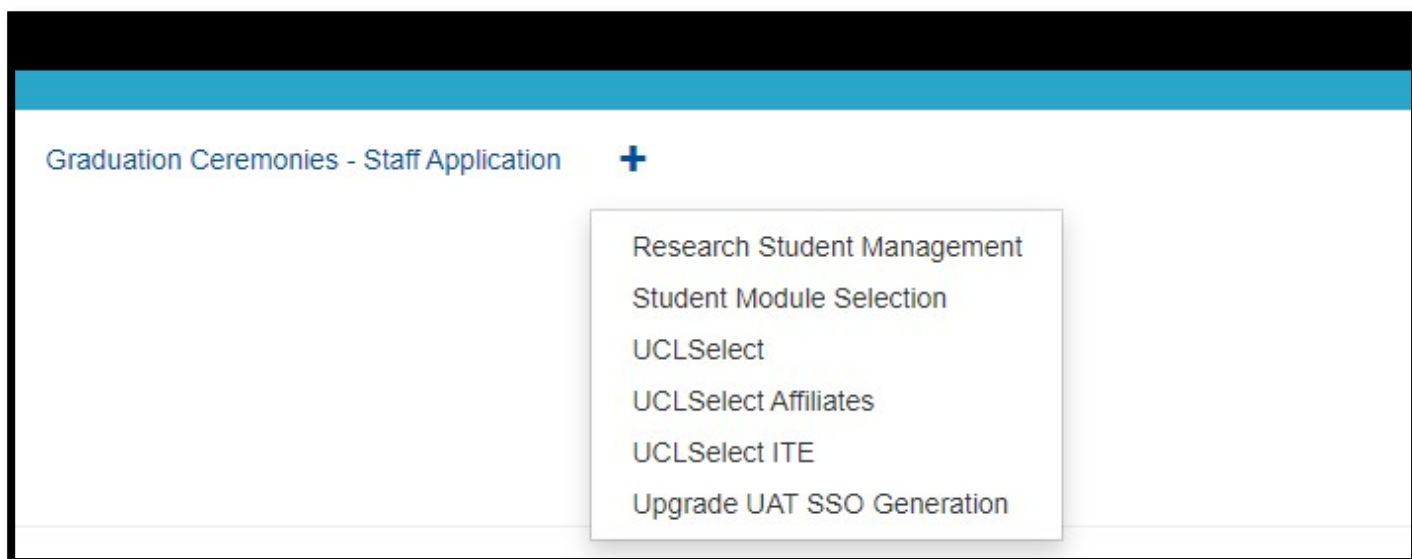 Graduation Ceremonies - Staff Application +
Research Student Management
Student Module Selection
UCLSelect
UCLSelect Affiliates
UCLSelect ITE
Upgrade UAT SSO Generation